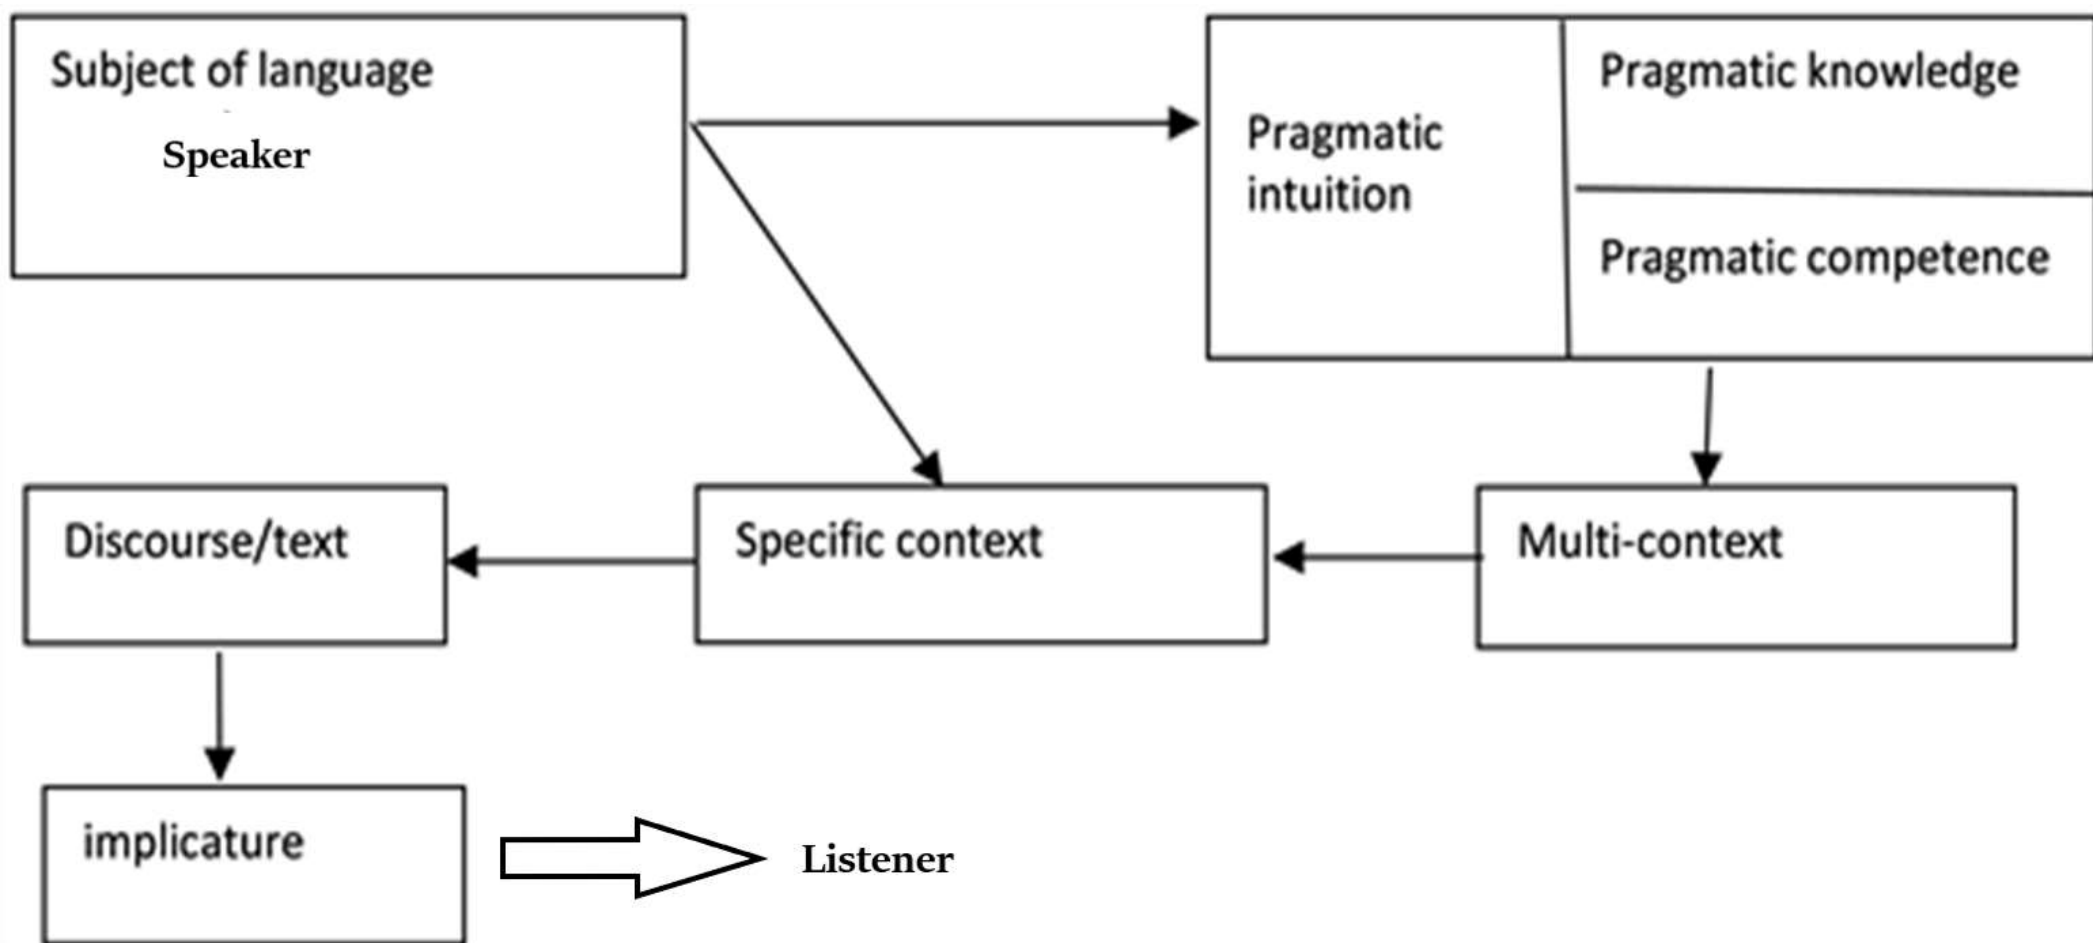 Subject of language
Speaker
Pragmatic
intuition
Pragmatic knowledge
Pragmatic competence
Discourse/text
Specific context
Multi-context
implicature
Listener